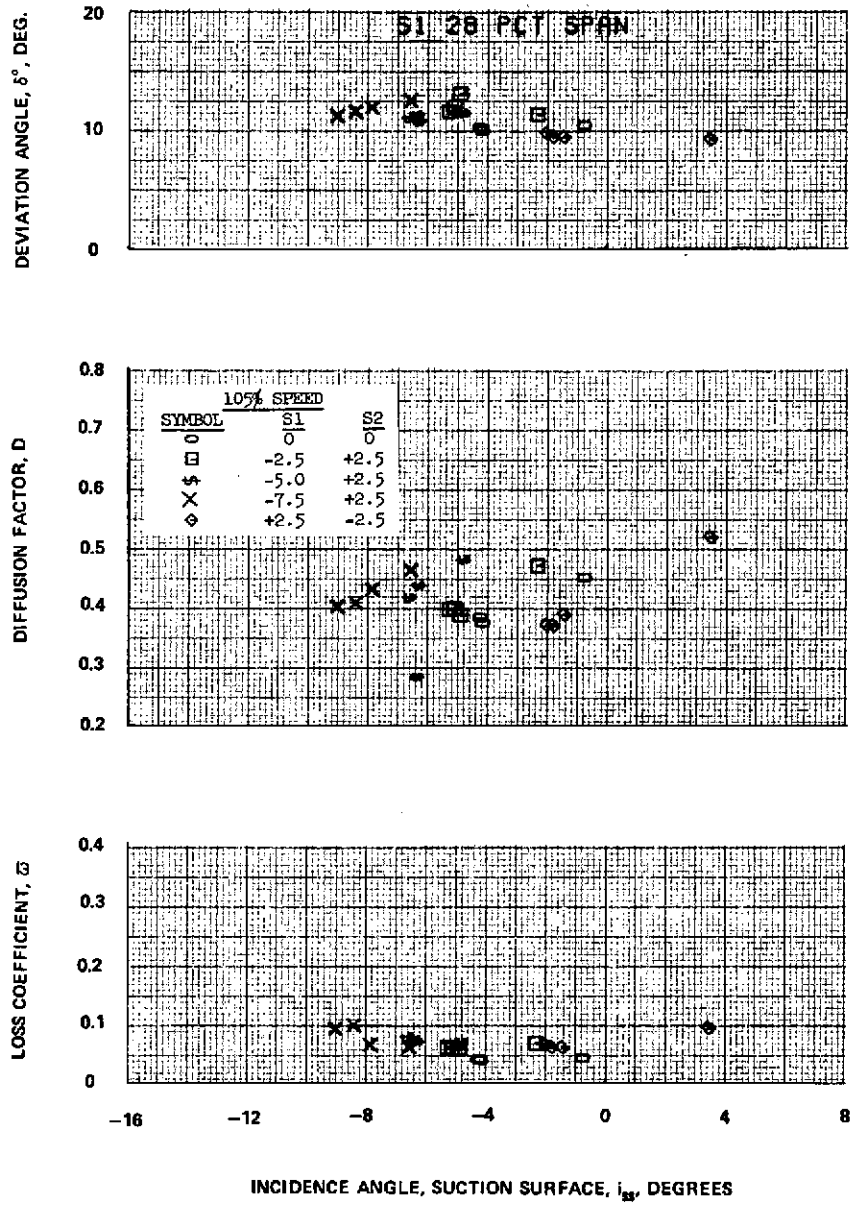 S1 28 PCT SPAN
DEVIATION ANGLE, δ°, DEG.
20
10
0
DIFFUSION FACTOR, D
0.8
0.7
0.6
0.5
0.4
0.3
0.2
105% SPEED
SYMBOL S1 S2
0 0
-2.5 +2.5
-5.0 +2.5
-7.5 +2.5
+2.5 -2.5
LOSS COEFFICIENT, ϖ
0.4
0.3
0.2
0.1
0
-16 -12 -8 -4 0 4 8
INCIDENCE ANGLE, SUCTION SURFACE, iss, DEGREES